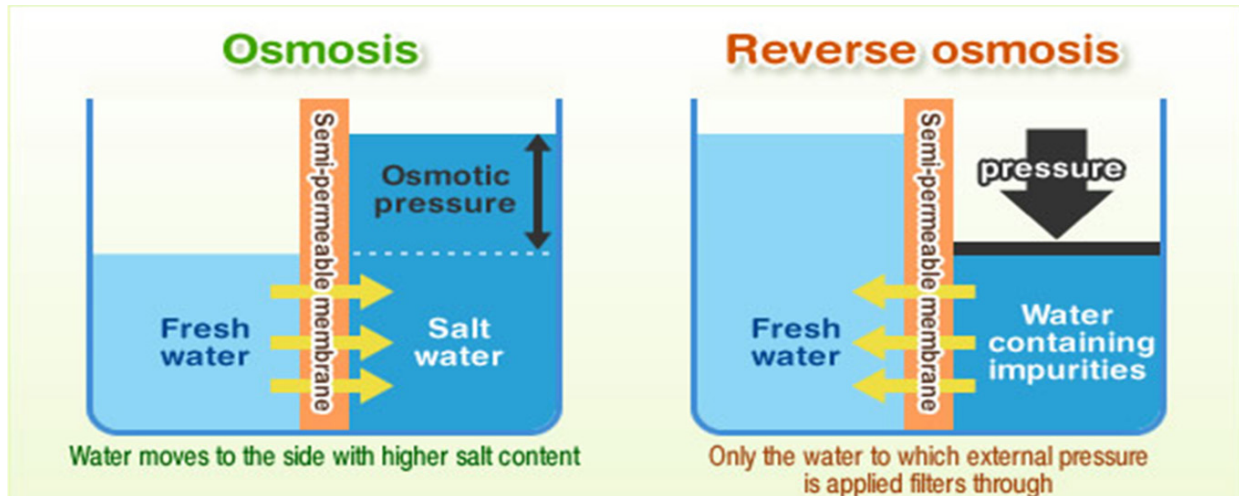 Osmosis
Semi-permeable membrane
Osmotic
pressure
Fresh
water
Salt
water
Water moves to the side with higher salt content
Reverse osmosis
Semi-permeable membrane
pressure
Fresh
water
Water
containing
impurities
Only the water to which external pressure
is applied filters through